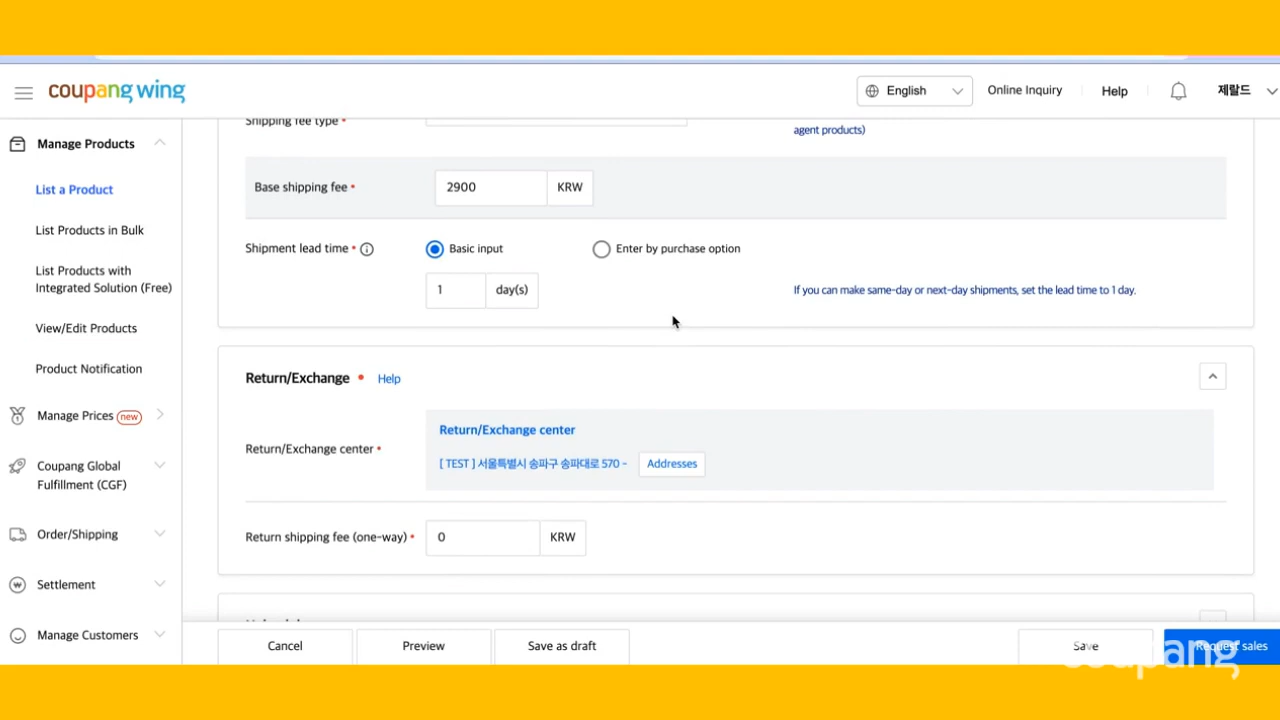 coupang wing
English
Online Inquiry
Help
제랄드
Manage Products
List a Product
List Products in Bulk
List Products with
Integrated Solution (Free)
View/Edit Products
Product Notification
Manage Prices new
Coupang Global
Fulfillment (CGF)
Order/Shipping
Settlement
Manage Customers
Shipping fee type •
agent products)
Base shipping fee •
2900
KRW
Shipment lead time •
Basic input
Enter by purchase option
1
day(s)
If you can make same-day or next-day shipments, set the lead time to 1 day.
Return/Exchange • Help
Return/Exchange center •
Return/Exchange center
[ TEST ] 서울특별시 송파구 송파대로 570 -
Addresses
Return shipping fee (one-way) •
0
KRW
Cancel
Preview
Save as draft
Save
Request sales
coupang